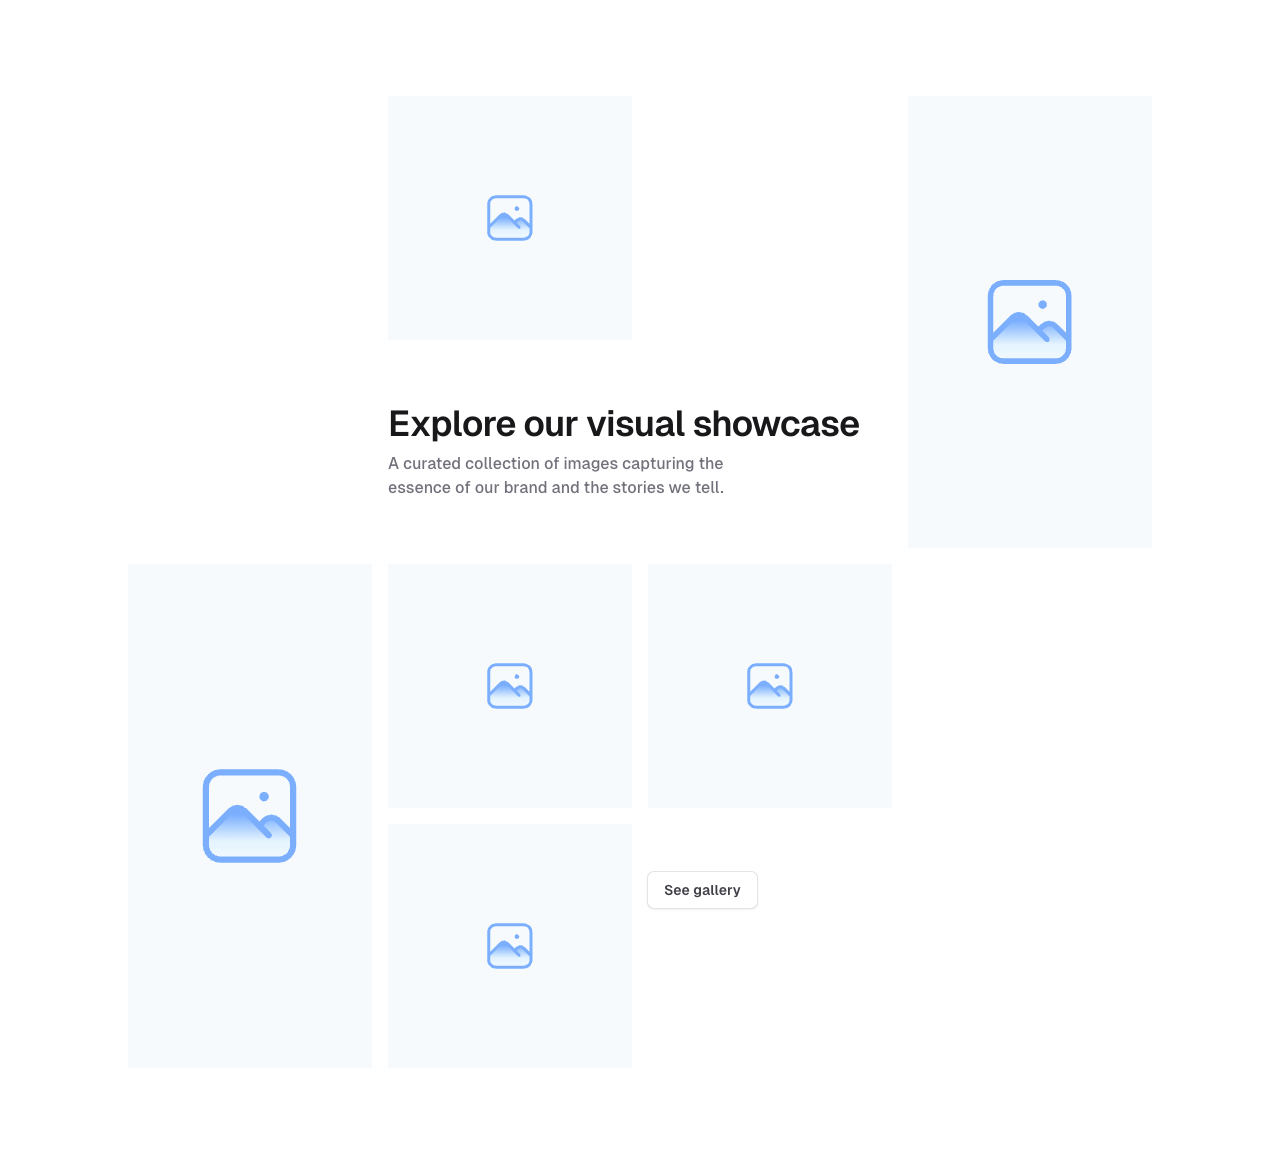 Explore our visual showcase
A curated collection of images capturing the
essence of our brand and the stories we tell.
See gallery